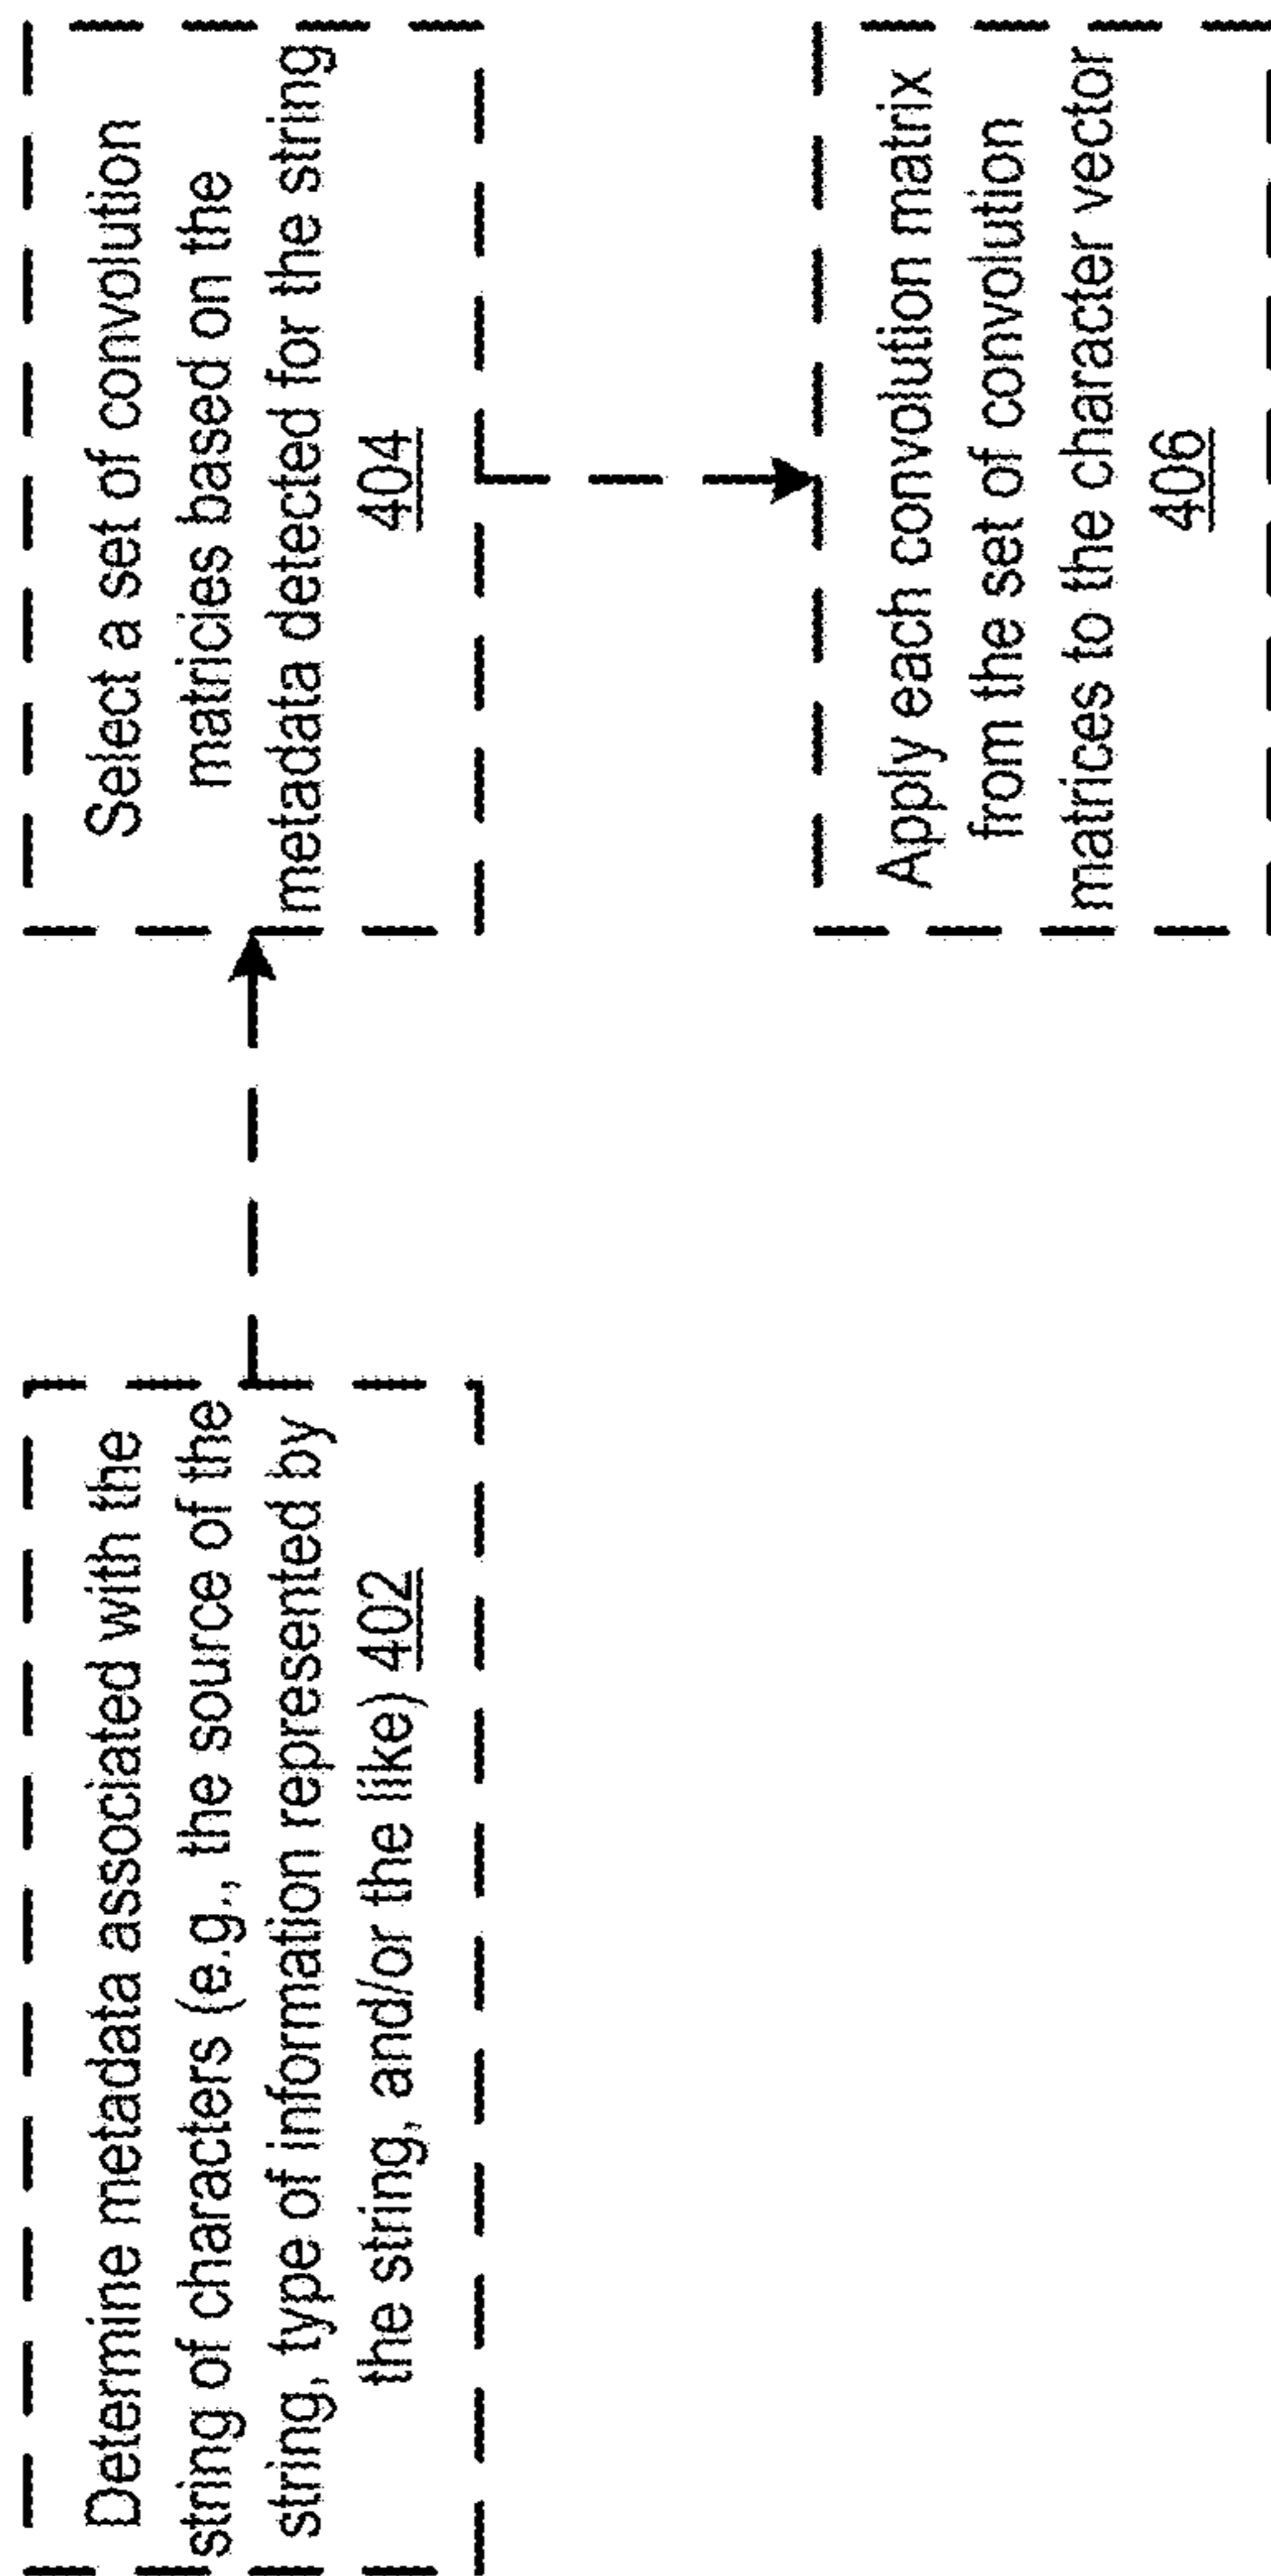 Determine metadata associated with the
string of characters (e.g., the source of the
string, type of information represented by
the string, and/or the like) 402
Select a set of convolution
matricies based on the
metadata detected for the string
404
Apply each convolution matrix
from the set of convolution
matrices to the character vector
406